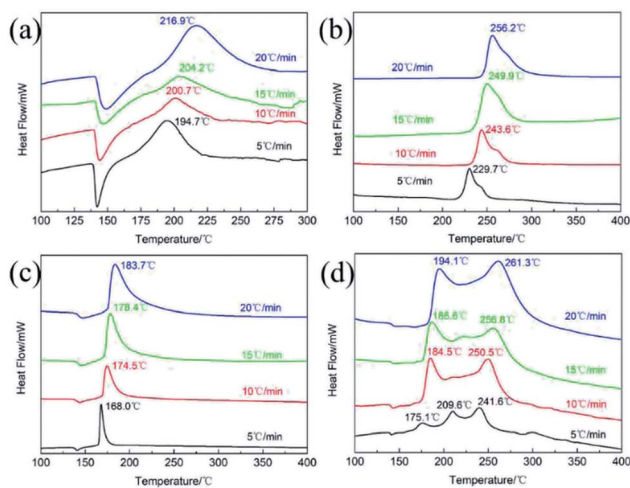 (a)
216.9℃
20℃/min
204.2℃
15℃/min
200.7℃
10℃/min
194.7℃
5℃/min
Heat Flow/mW
100 125 150 175 200 225 250 275 300
Temperature/℃
(b)
256.2℃
20℃/min
249.9℃
15℃/min
243.6℃
10℃/min
229.7℃
5℃/min
Heat Flow/mW
100 150 200 250 300 350 400
Temperature/℃
(c)
183.7℃
20℃/min
178.4℃
15℃/min
174.5℃
10℃/min
168.0℃
5℃/min
Heat Flow/mW
100 150 200 250 300 350 400
Temperature/℃
(d)
194.1℃ 261.3℃
20℃/min
186.6℃ 256.8℃
15℃/min
184.5℃ 250.5℃
10℃/min
175.1℃ 209.6℃ 241.6℃
5℃/min
Heat Flow/mW
100 150 200 250 300 350 400
Temperature/℃